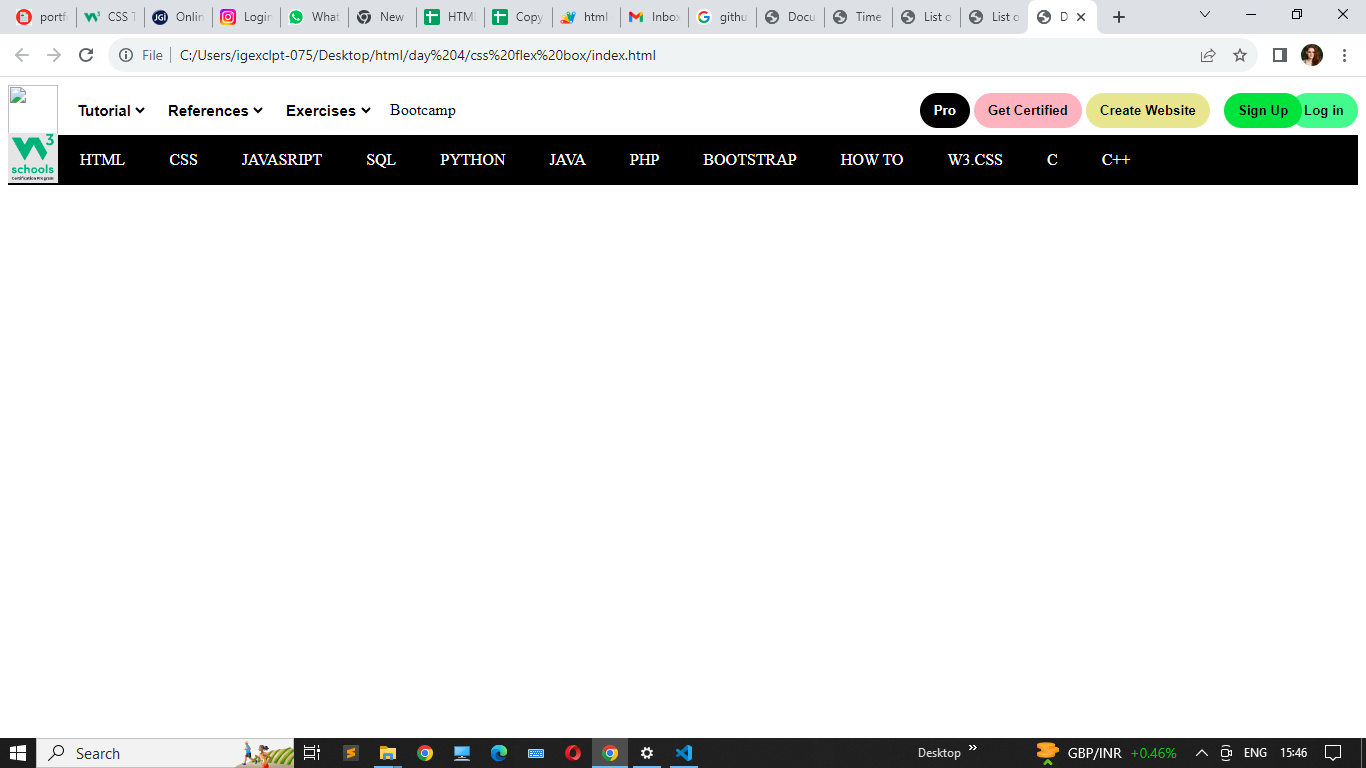 portf CSS T Onlin Login What New HTML Copy html Inbox githu Docu Time List o List o D
File C:/Users/igexclpt-075/Desktop/html/day%204/css%20flex%20box/index.html
Tutorial References Exercises Bootcamp Pro Get Certified Create Website Sign Up Log in
HTML CSS JAVASRIPT SQL PYTHON JAVA PHP BOOTSTRAP HOW TO W3.CSS C C++
W3
schools
Certification Program
Search Desktop GBP/INR +0.46% ENG 15:46